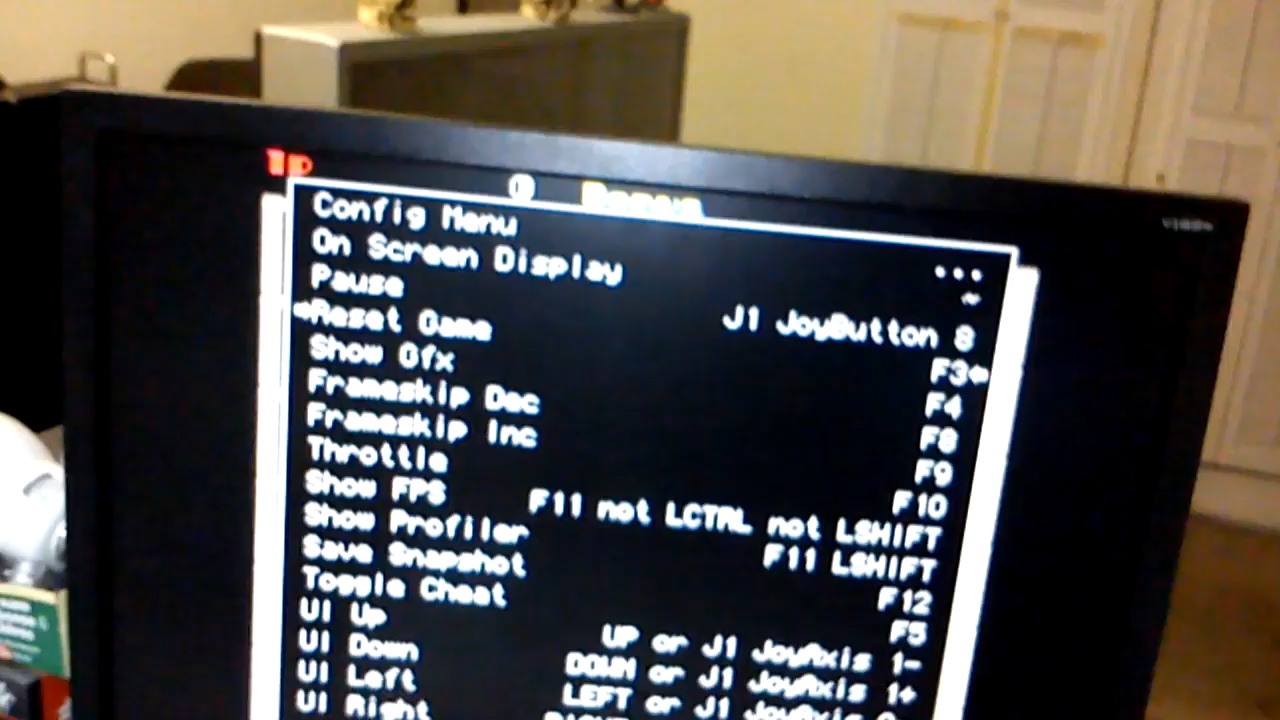 1P 0
Config Menu ...
On Screen Display ~
Pause J1 JoyButton 8
Reset Game F3
Show Gfx F4
Frameskip Dec F8
Frameskip Inc F9
Throttle F10
Show FPS F11 not LCTRL not LSHIFT
Show Profiler F11 LSHIFT
Save Snapshot F12
Toggle Cheat F5
UI Up UP or J1 JoyAxis 1-
UI Down DOWN or J1 JoyAxis 1+
UI Left LEFT or J1 JoyAxis
UI Right